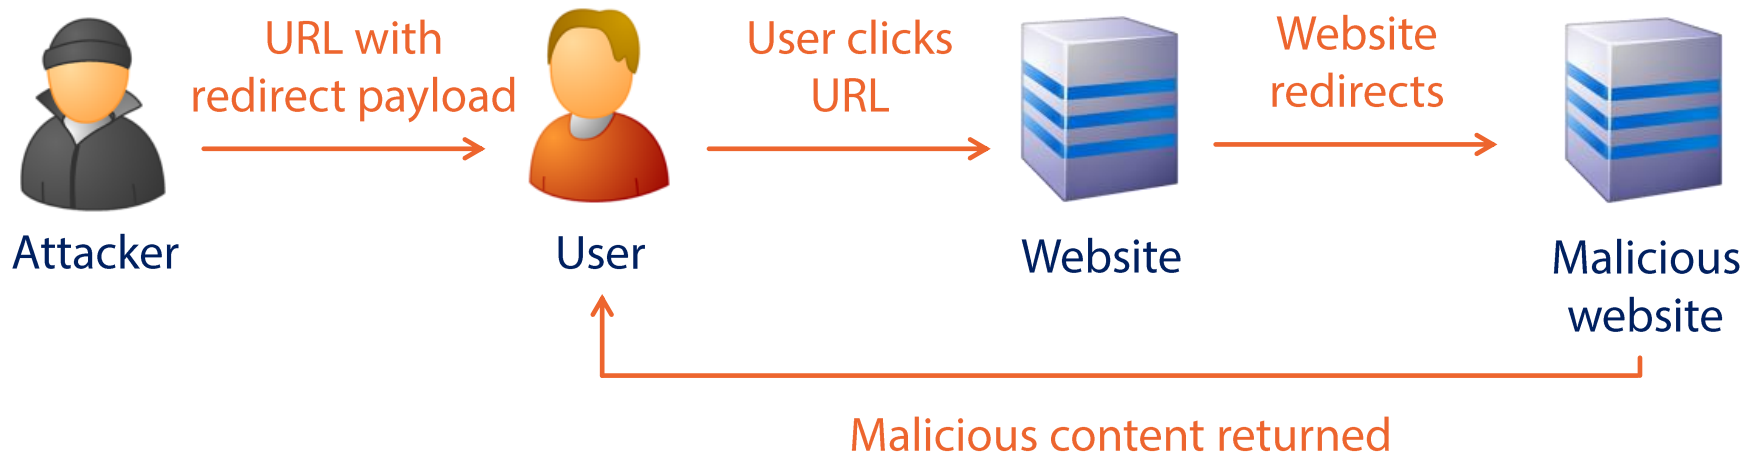 URL with
redirect payload
User clicks
URL
Website
redirects
Attacker
User
Website
Malicious
website
Malicious content returned